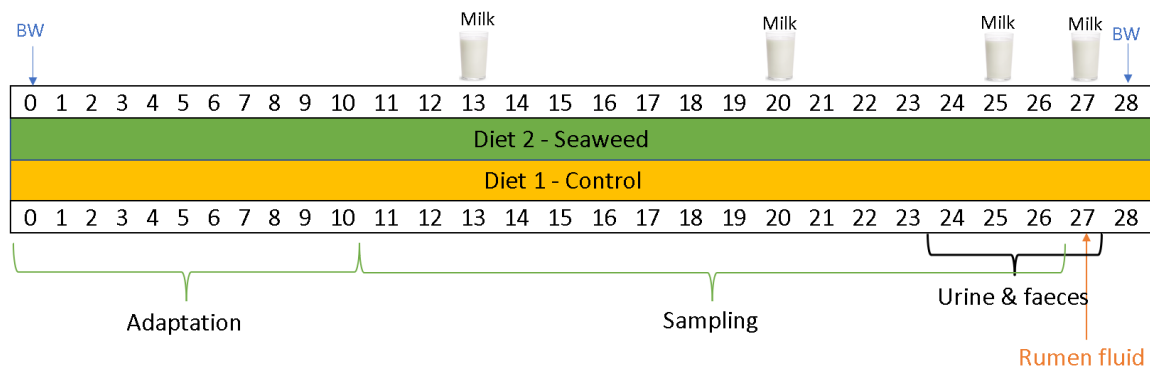 Milk Milk Milk Milk
BW BW
0 1 2 3 4 5 6 7 8 9 10 11 12 13 14 15 16 17 18 19 20 21 22 23 24 25 26 27 28
Diet 2 - Seaweed
Diet 1 - Control
0 1 2 3 4 5 6 7 8 9 10 11 12 13 14 15 16 17 18 19 20 21 22 23 24 25 26 27 28
Urine & faeces
Adaptation Sampling
Rumen fluid